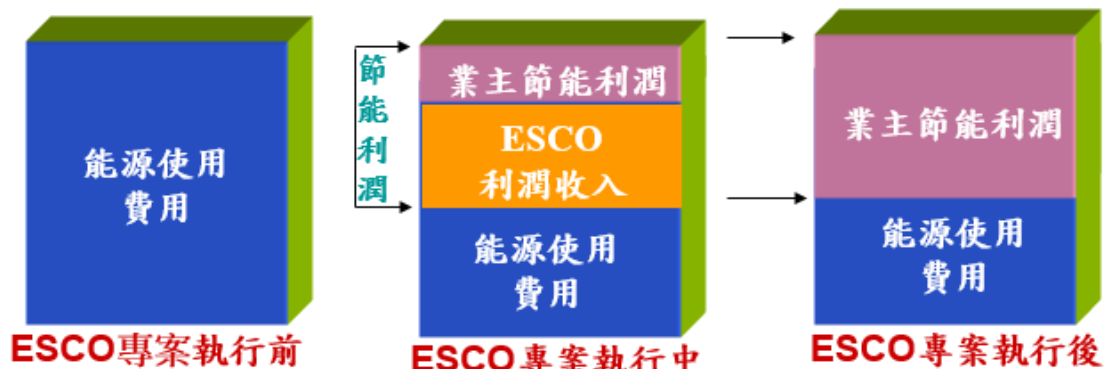 能源使用
費用
ESCO專案執行前
節能利潤
業主節能利潤
ESCO
利潤收入
能源使用
費用
ESCO專案執行中
業主節能利潤
能源使用
費用
ESCO專案執行後